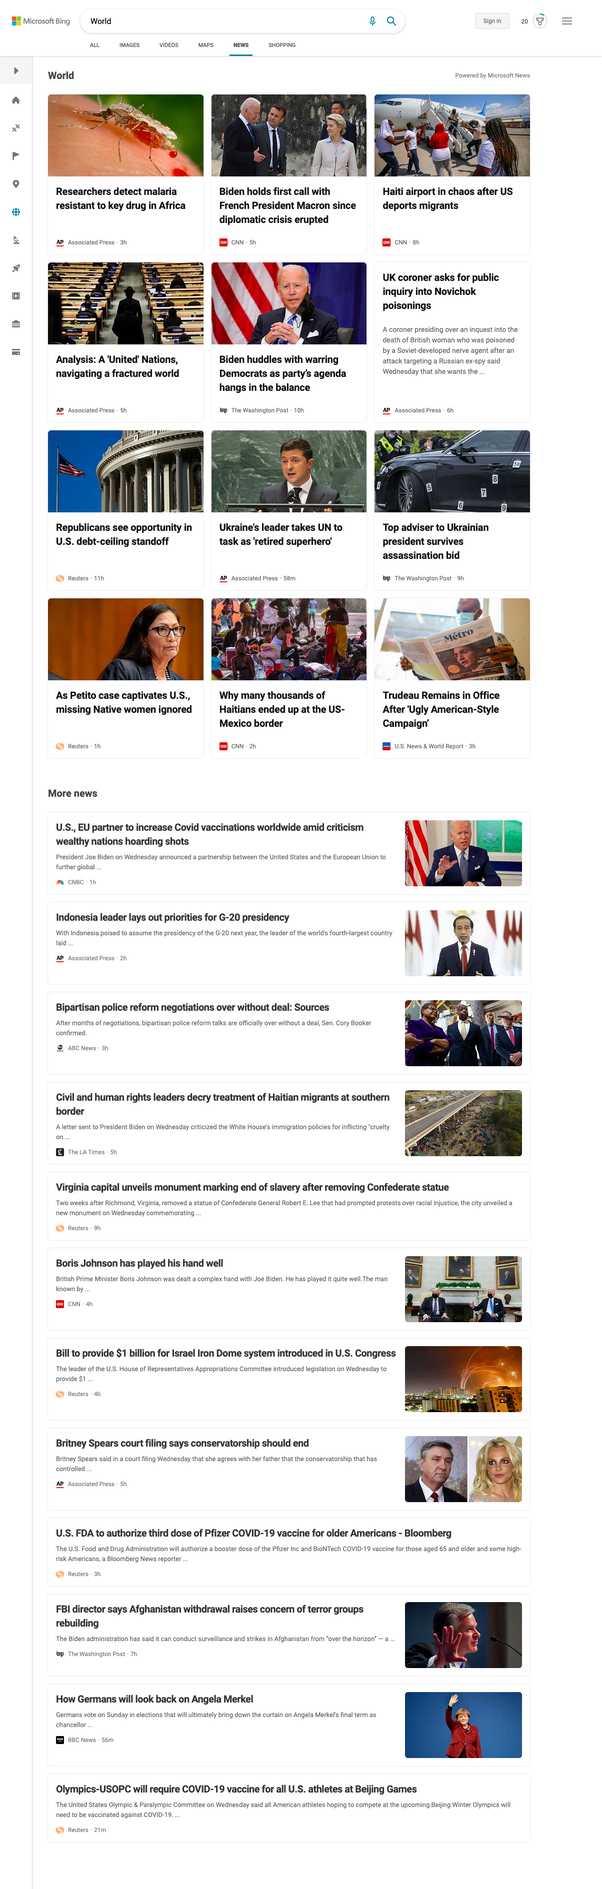 Microsoft Bing
World
Sign in
20
ALL
IMAGES
VIDEOS
MAPS
NEWS
SHOPPING
World
Powered by Microsoft News
Researchers detect malaria
resistant to key drug in Africa
AP Associated Press · 3h
Biden holds first call with
French President Macron since
diplomatic crisis erupted
CNN · 5h
Haiti airport in chaos after US
deports migrants
CNN · 8h
Analysis: A 'United' Nations,
navigating a fractured world
AP Associated Press · 5h
Biden huddles with warring
Democrats as party's agenda
hangs in the balance
wp The Washington Post · 10h
UK coroner asks for public
inquiry into Novichok
poisonings
A coroner presiding over an inquest into the
death of British woman who was poisoned
by a Soviet-developed nerve agent after an
attack targeting a Russian ex-spy said
Wednesday that she wants the ...
AP Associated Press · 6h
Republicans see opportunity in
U.S. debt-ceiling standoff
Reuters · 11h
Ukraine's leader takes UN to
task as 'retired superhero'
AP Associated Press · 58m
Top adviser to Ukrainian
president survives
assassination bid
wp The Washington Post · 9h
As Petito case captivates U.S.,
missing Native women ignored
Reuters · 1h
Why many thousands of
Haitians ended up at the US-
Mexico border
CNN · 2h
Métro
Trudeau Remains in Office
After 'Ugly American-Style
Campaign'
U.S. News & World Report · 3h
More news
U.S., EU partner to increase Covid vaccinations worldwide amid criticism
wealthy nations hoarding shots
President Joe Biden on Wednesday announced a partnership between the United States and the European Union to
further global ...
CNBC · 1h
Indonesia leader lays out priorities for G-20 presidency
With Indonesia poised to assume the presidency of the G-20 next year, the leader of the world's fourth-largest country
laid ...
AP Associated Press · 2h
Bipartisan police reform negotiations over without deal: Sources
After months of negotiations, bipartisan police reform talks are officially over without a deal, Sen. Cory Booker
confirmed.
ABC News · 3h
Civil and human rights leaders decry treatment of Haitian migrants at southern
border
A letter sent to President Biden on Wednesday criticized the White House's immigration policies for inflicting "cruelty
on ...
The LA Times · 5h
Virginia capital unveils monument marking end of slavery after removing Confederate statue
Two weeks after Richmond, Virginia, removed a statue of Confederate General Robert E. Lee that had prompted protests over racial injustice, the city unveiled a
new monument on Wednesday commemorating ...
Reuters · 9h
Boris Johnson has played his hand well
British Prime Minister Boris Johnson was dealt a complex hand with Joe Biden. He has played it quite well.The man
known by ...
CNN · 4h
Bill to provide $1 billion for Israel Iron Dome system introduced in U.S. Congress
The leader of the U.S. House of Representatives Appropriations Committee introduced legislation on Wednesday to
provide $1 ...
Reuters · 4h
Britney Spears court filing says conservatorship should end
Britney Spears said in a court filing Wednesday that she agrees with her father that the conservatorship that has
controlled ...
AP Associated Press · 5h
U.S. FDA to authorize third dose of Pfizer COVID-19 vaccine for older Americans - Bloomberg
The U.S. Food and Drug Administration will authorize a booster dose of the Pfizer Inc and BioNTech COVID-19 vaccine for those aged 65 and older and some high-
risk Americans, a Bloomberg News reporter ...
Reuters · 3h
FBI director says Afghanistan withdrawal raises concern of terror groups
rebuilding
The Biden administration has said it can conduct surveillance and strikes in Afghanistan from "over the horizon" — a ...
wp The Washington Post · 7h
How Germans will look back on Angela Merkel
Germans vote on Sunday in elections that will ultimately bring down the curtain on Angela Merkel's final term as
chancellor ...
BBC News · 56m
Olympics-USOPC will require COVID-19 vaccine for all U.S. athletes at Beijing Games
The United States Olympic & Paralympic Committee on Wednesday said all American athletes hoping to compete at the upcoming Beijing Winter Olympics will
need to be vaccinated against COVID-19. ...
Reuters · 21m